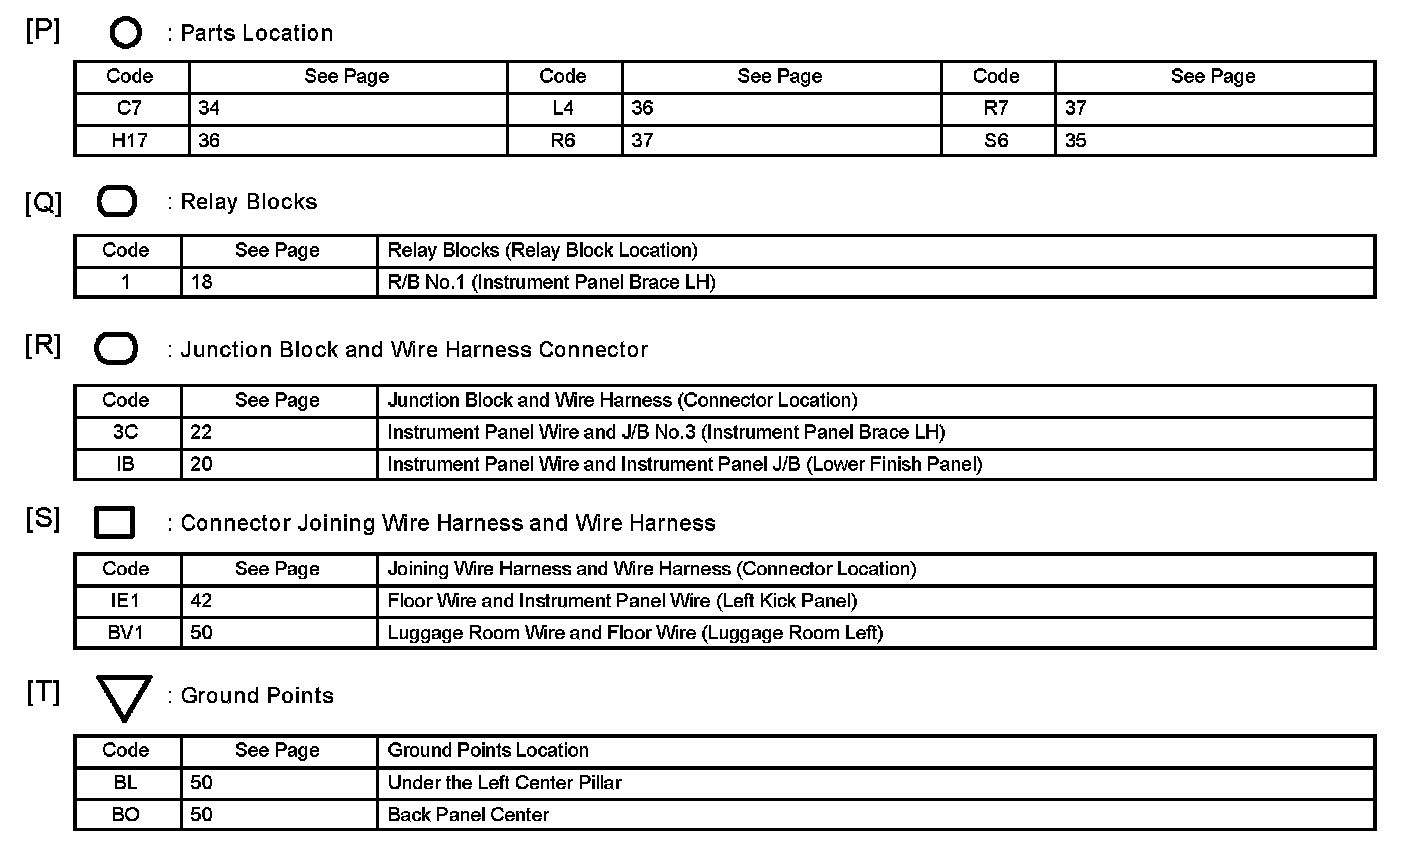 [P] : Parts Location
Code See Page Code See Page Code See Page
C7 34 L4 36 R7 37
H17 36 R6 37 S6 35
[Q] : Relay Blocks
Code See Page Relay Blocks (Relay Block Location)
1 18 R/B No.1 (Instrument Panel Brace LH)
[R] : Junction Block and Wire Harness Connector
Code See Page Junction Block and Wire Harness (Connector Location)
3C 22 Instrument Panel Wire and J/B No.3 (Instrument Panel Brace LH)
IB 20 Instrument Panel Wire and Instrument Panel J/B (Lower Finish Panel)
[S] : Connector Joining Wire Harness and Wire Harness
Code See Page Joining Wire Harness and Wire Harness (Connector Location)
IE1 42 Floor Wire and Instrument Panel Wire (Left Kick Panel)
BV1 50 Luggage Room Wire and Floor Wire (Luggage Room Left)
[T] : Ground Points
Code See Page Ground Points Location
BL 50 Under the Left Center Pillar
BO 50 Back Panel Center